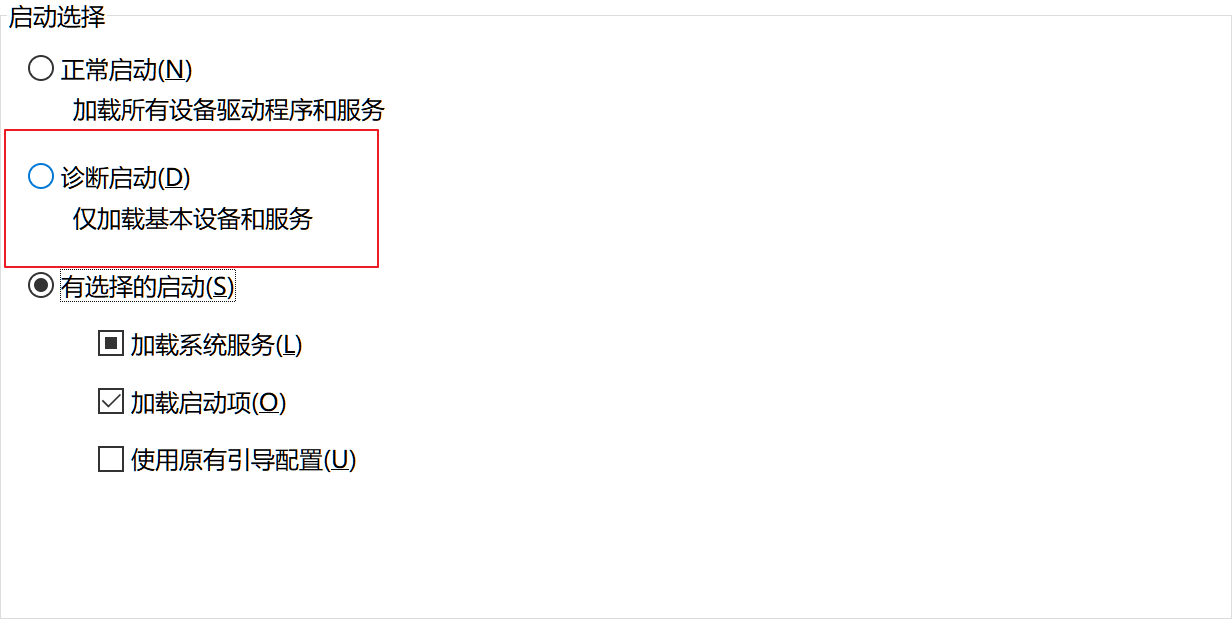 启动选择
正常启动(N)
加载所有设备驱动程序和服务
诊断启动(D)
仅加载基本设备和服务
有选择的启动(S)
加载系统服务(L)
加载启动项(O)
使用原有引导配置(U)